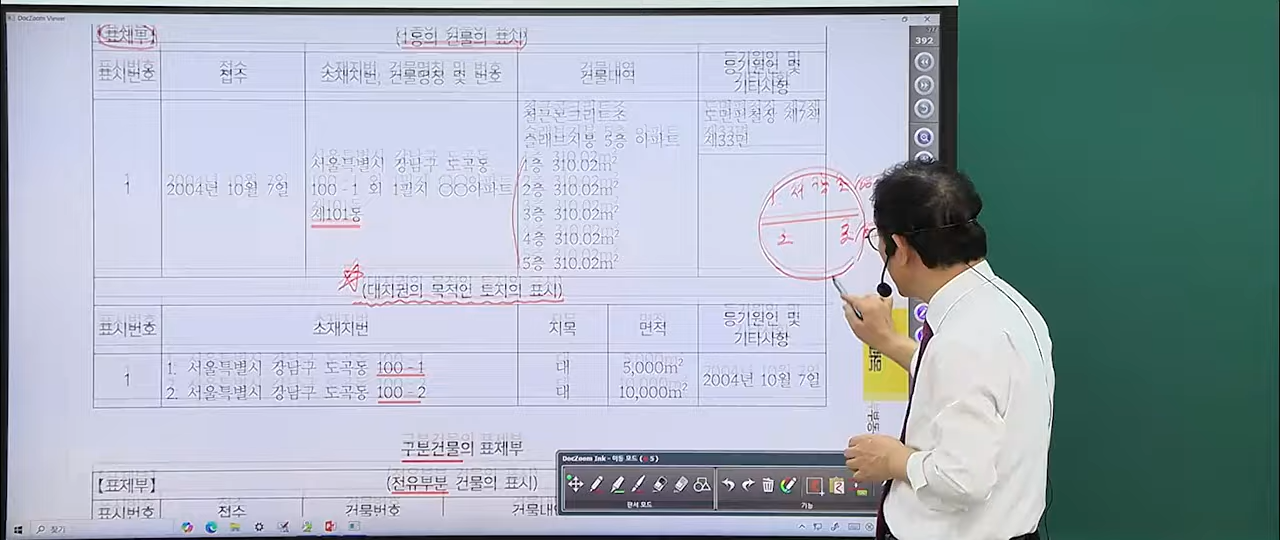 DocZoom Viewer
392
【표제부】 (1동의 건물의 표시)
표시번호 접수 소재지번, 건물명칭 및 번호 건물내역 등기원인 및 기타사항
1 2004년 10월 7일
서울특별시 강남구 도곡동
100-1 외 1필지 ○○아파트
제101동
철근콘크리트조
슬래브지붕 5층 아파트
1층 310.02m²
2층 310.02m²
3층 310.02m²
4층 310.02m²
5층 310.02m²
도면편철장 제7책
제33면
(대지권의 목적인 토지의 표시)
표시번호 소재지번 지목 면적 등기원인 및 기타사항
1
1. 서울특별시 강남구 도곡동 100-1 대 5,000m²
2. 서울특별시 강남구 도곡동 100-2 대 10,000m²
2004년 10월 7일
구분건물의 표제부
【표제부】 (전유부분 건물의 표시)
표시번호 접수 건물번호
DocZoom Ink - 이동 모드 ( 5)
판서 모드 기능
찾기